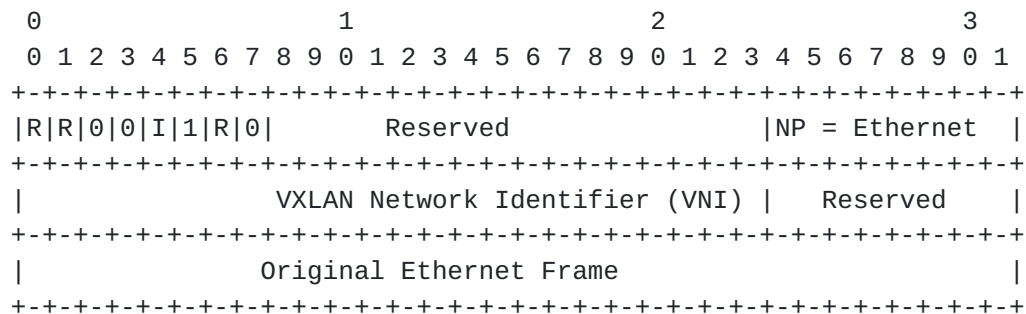 0                   1                   2                   3
0 1 2 3 4 5 6 7 8 9 0 1 2 3 4 5 6 7 8 9 0 1 2 3 4 5 6 7 8 9 0 1
+-+-+-+-+-+-+-+-+-+-+-+-+-+-+-+-+-+-+-+-+-+-+-+-+-+-+-+-+-+-+-+-+
|R|R|0|0|I|1|R|0|       Reserved                |NP = Ethernet  |
+-+-+-+-+-+-+-+-+-+-+-+-+-+-+-+-+-+-+-+-+-+-+-+-+-+-+-+-+-+-+-+-+
|                VXLAN Network Identifier (VNI) |   Reserved    |
+-+-+-+-+-+-+-+-+-+-+-+-+-+-+-+-+-+-+-+-+-+-+-+-+-+-+-+-+-+-+-+-+
|               Original Ethernet Frame                         |
+-+-+-+-+-+-+-+-+-+-+-+-+-+-+-+-+-+-+-+-+-+-+-+-+-+-+-+-+-+-+-+-+